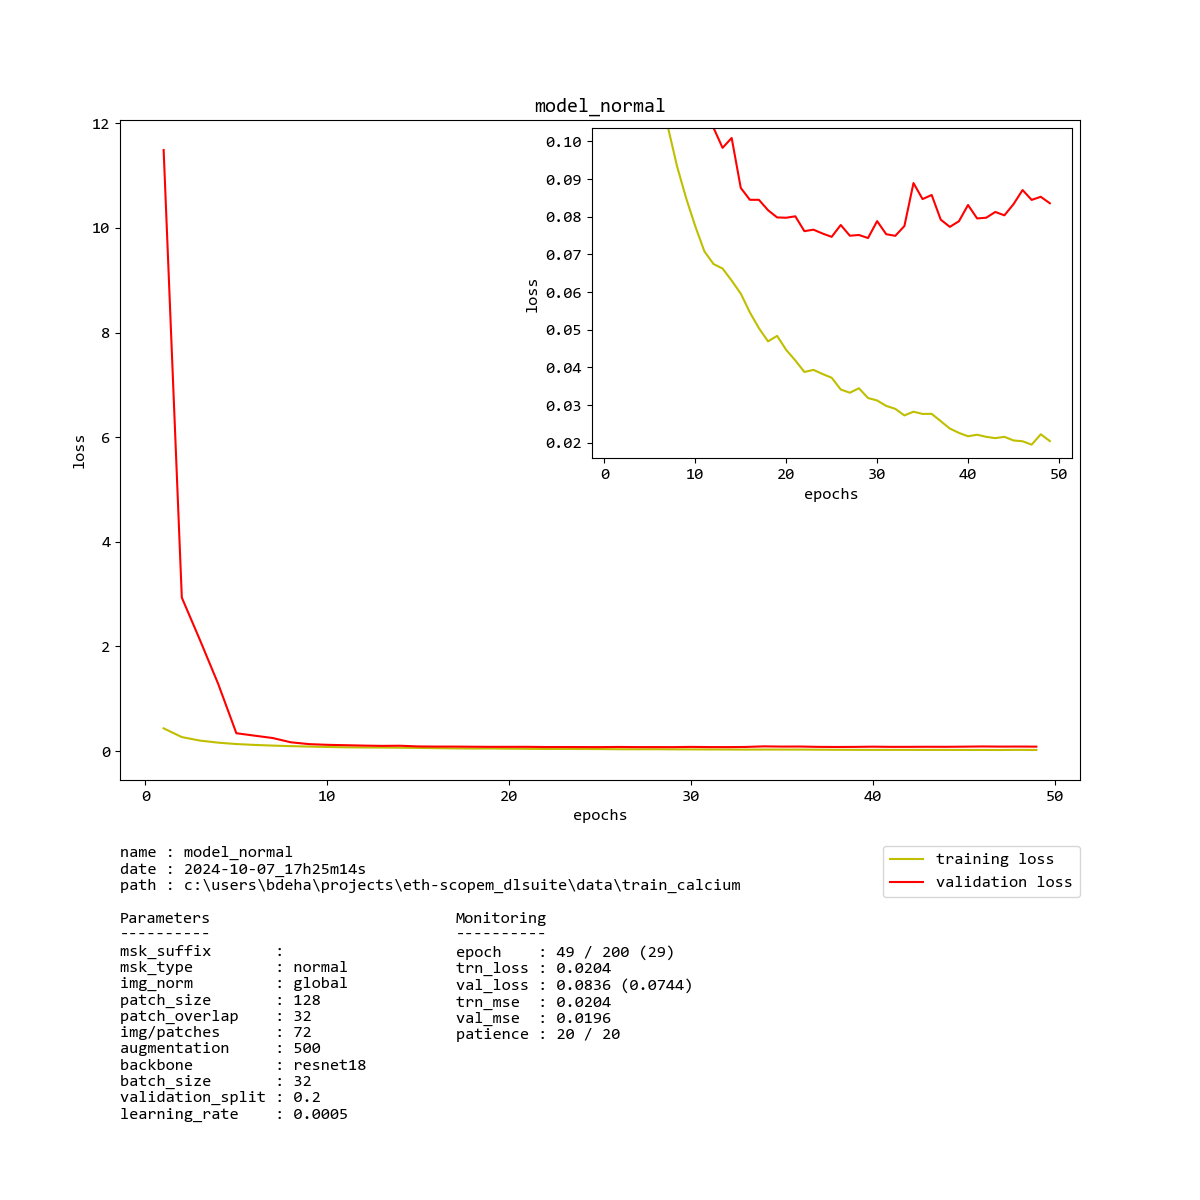 model_normal
12
10
8
6
4
2
0
loss
0 10 20 30 40 50
epochs
0.10
0.09
0.08
0.07
0.06
0.05
0.04
0.03
0.02
loss
0 10 20 30 40 50
epochs
name : model_normal
date : 2024-10-07_17h25m14s
path : c:\users\bdeha\projects\eth-scopem_dlsuite\data\train_calcium
training loss
validation loss
Parameters
----------
msk_suffix       :
msk_type         : normal
img_norm         : global
patch_size       : 128
patch_overlap    : 32
img/patches      : 72
augmentation     : 500
backbone         : resnet18
batch_size       : 32
validation_split : 0.2
learning_rate    : 0.0005
Monitoring
----------
epoch    : 49 / 200 (29)
trn_loss : 0.0204
val_loss : 0.0836 (0.0744)
trn_mse  : 0.0204
val_mse  : 0.0196
patience : 20 / 20